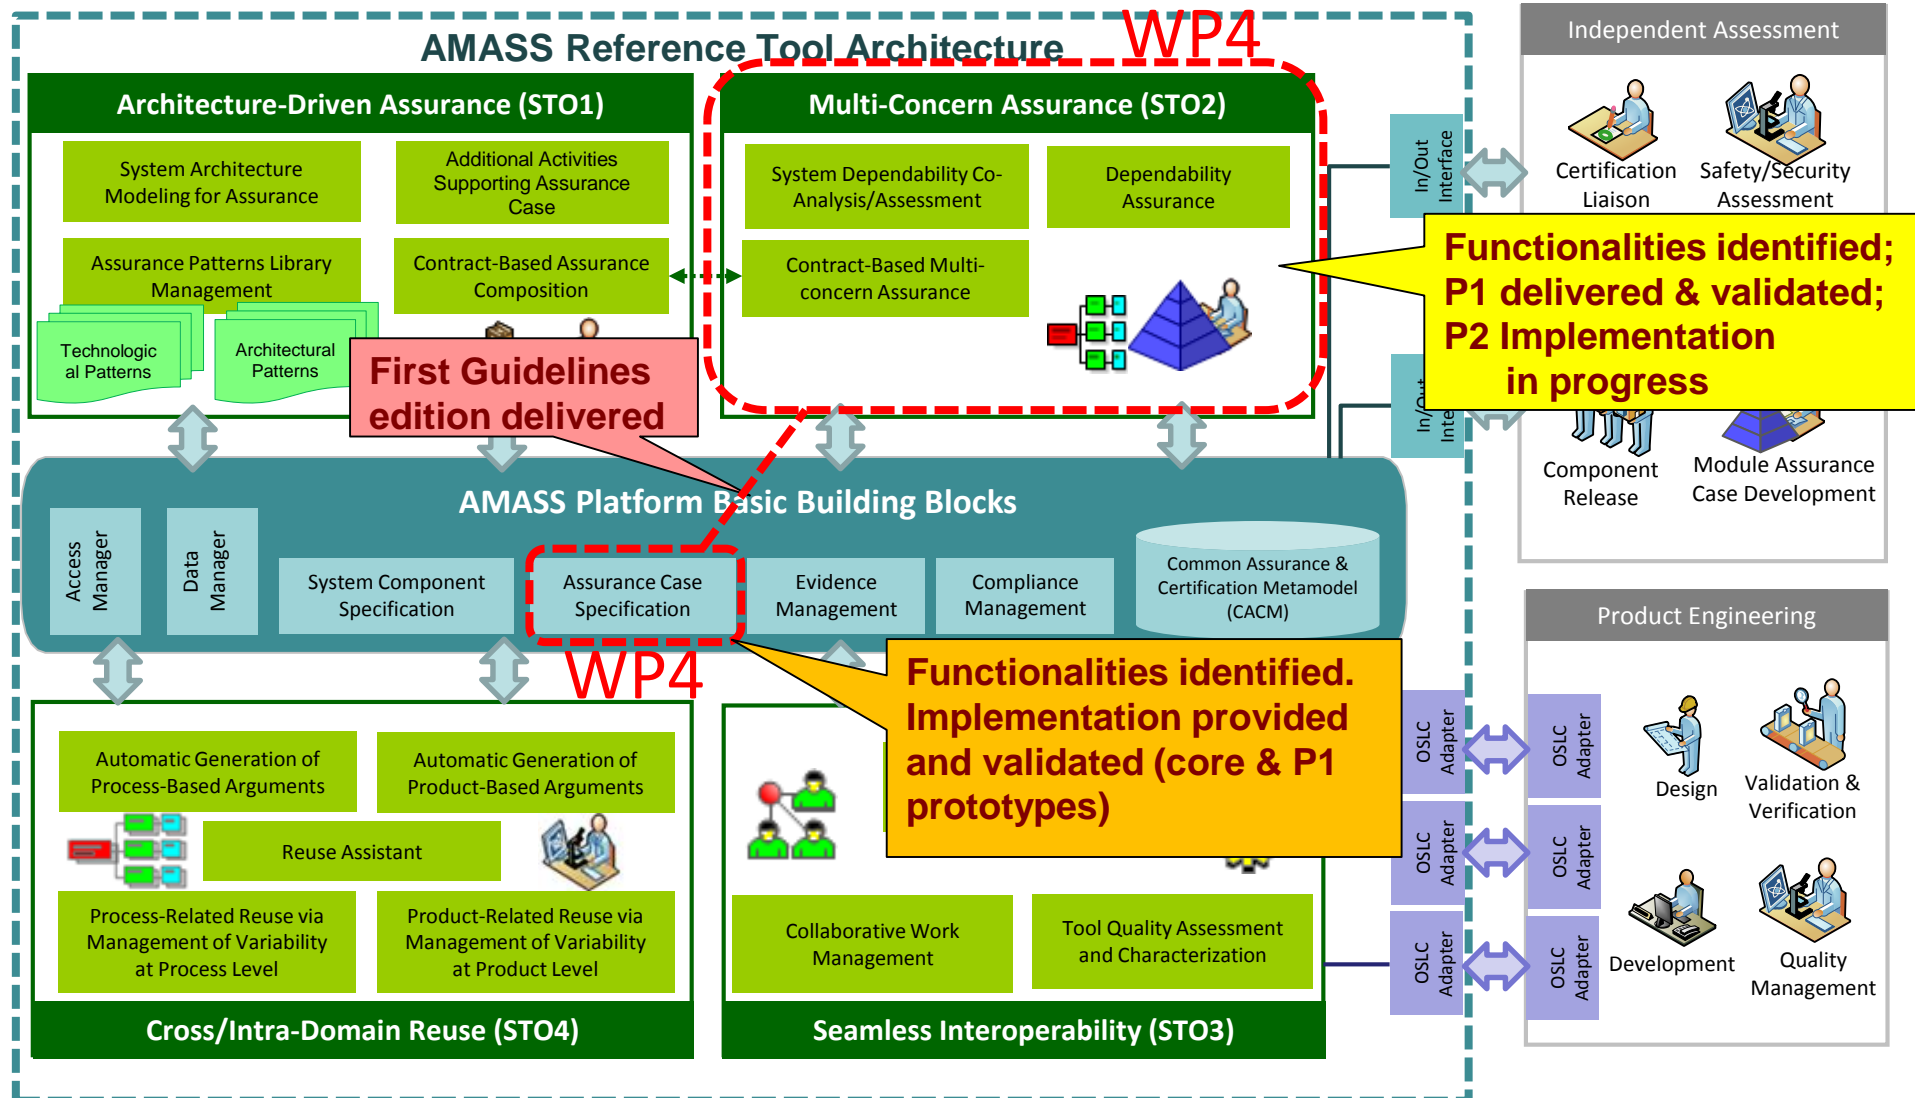 AMASS Reference Tool Architecture
WP4
Architecture-Driven Assurance (STO1)
System Architecture
Modeling for Assurance
Additional Activities
Supporting Assurance
Case
Assurance Patterns Library
Management
Contract-Based Assurance
Composition
Technologic
al Patterns
Architectural
Patterns
Multi-Concern Assurance (STO2)
System Dependability Co-
Analysis/Assessment
Dependability
Assurance
Contract-Based Multi-
concern Assurance
First Guidelines
edition delivered
Functionalities identified;
P1 delivered & validated;
P2 Implementation
in progress
In/Out
Interface
In/Out
Independent Assessment
Certification
Liaison
Safety/Security
Assessment
Component
Release
Module Assurance
Case Development
AMASS Platform Basic Building Blocks
Access
Manager
Data
Manager
System Component
Specification
Assurance Case
Specification
Evidence
Management
Compliance
Management
Common Assurance &
Certification Metamodel
(CACM)
WP4
Functionalities identified.
Implementation provided
and validated (core & P1
prototypes)
Automatic Generation of
Process-Based Arguments
Automatic Generation of
Product-Based Arguments
Reuse Assistant
Process-Related Reuse via
Management of Variability
at Process Level
Product-Related Reuse via
Management of Variability
at Product Level
Cross/Intra-Domain Reuse (STO4)
Collaborative Work
Management
Tool Quality Assessment
and Characterization
Seamless Interoperability (STO3)
OSLC
Adapter
OSLC
Adapter
OSLC
Adapter
OSLC
Adapter
OSLC
Adapter
OSLC
Adapter
Product Engineering
Design
Validation &
Verification
Development
Quality
Management